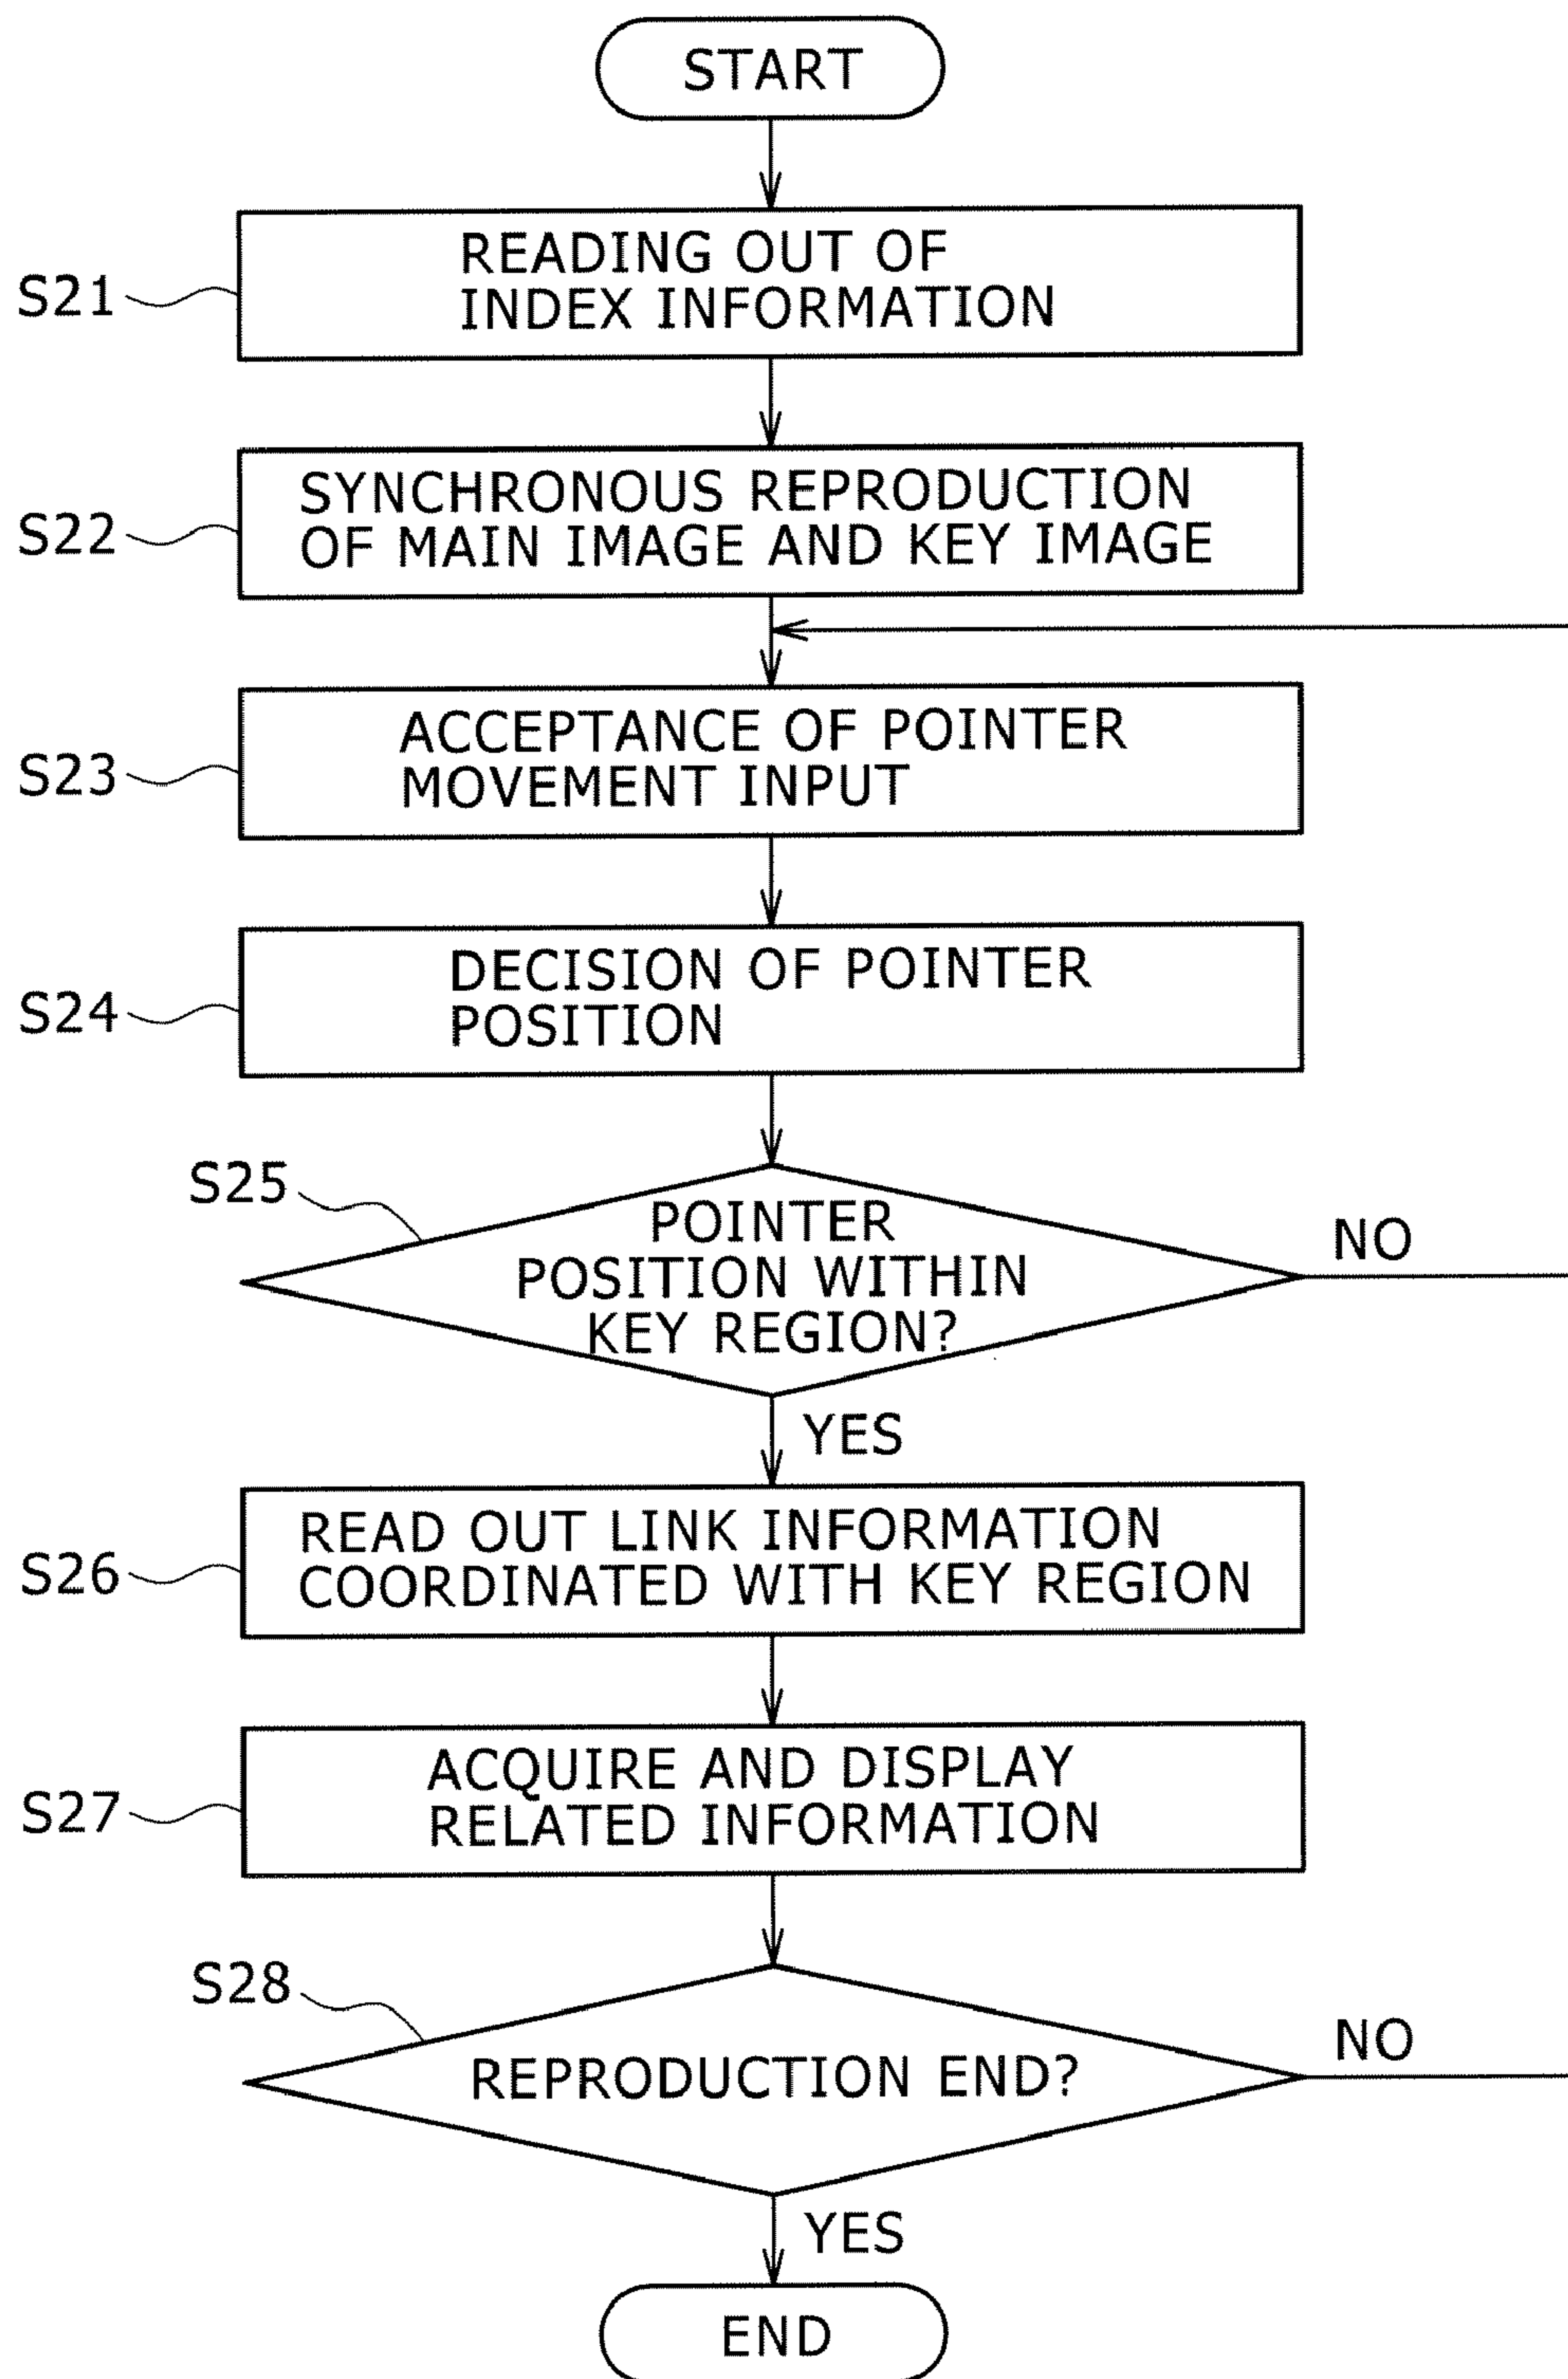 START
S21
READING OUT OF
INDEX INFORMATION
S22
SYNCHRONOUS REPRODUCTION
OF MAIN IMAGE AND KEY IMAGE
S23
ACCEPTANCE OF POINTER
MOVEMENT INPUT
S24
DECISION OF POINTER
POSITION
S25
POINTER
POSITION WITHIN
KEY REGION?
NO
YES
S26
READ OUT LINK INFORMATION
COORDINATED WITH KEY REGION
S27
ACQUIRE AND DISPLAY
RELATED INFORMATION
S28
REPRODUCTION END?
NO
YES
END